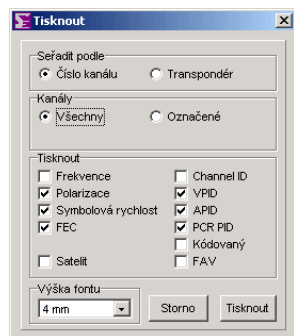 Tisknout
Seřadit podle
Číslo kanálu Transpondér
Kanály
Všechny Označené
Tisknout
Frekvence Channel ID
Polarizace VPID
Symbolová rychlost APID
FEC PCR PID
Kódovaný
Satelit FAV
Výška fontu
4 mm Storno Tisknout